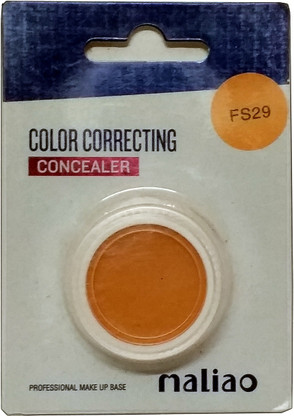 FS29
COLOR CORRECTING
CONCEALER
PROFESSIONAL MAKE UP BASE
maliao